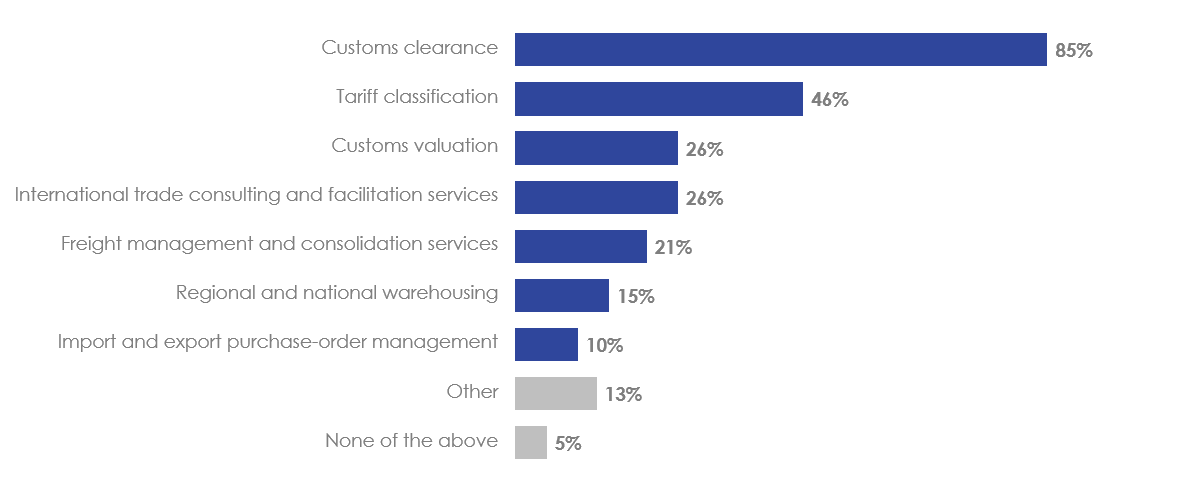 Customs clearance 85%
Tariff classification 46%
Customs valuation 26%
International trade consulting and facilitation services 26%
Freight management and consolidation services 21%
Regional and national warehousing 15%
Import and export purchase-order management 10%
Other 13%
None of the above 5%